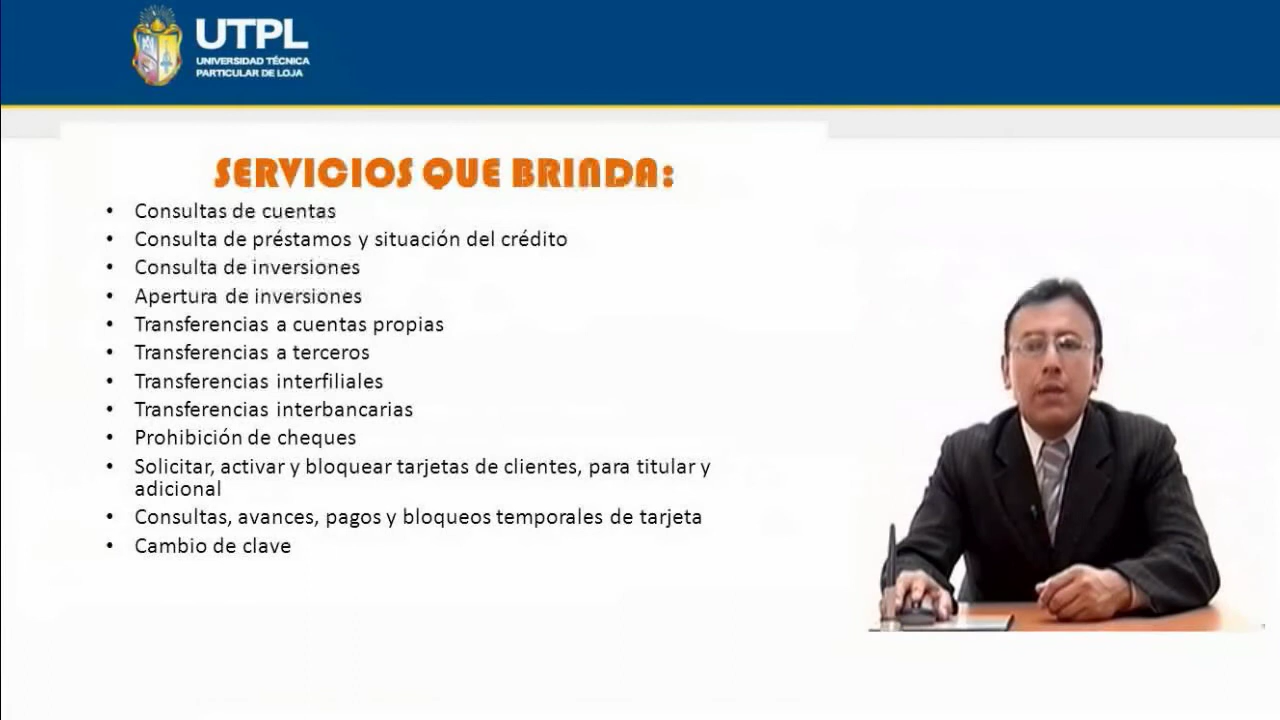 UTPL
UNIVERSIDAD TÉCNICA
PARTICULAR DE LOJA
SERVICIOS QUE BRINDA:
• Consultas de cuentas
• Consulta de préstamos y situación del crédito
• Consulta de inversiones
• Apertura de inversiones
• Transferencias a cuentas propias
• Transferencias a terceros
• Transferencias interfiliales
• Transferencias interbancarias
• Prohibición de cheques
• Solicitar, activar y bloquear tarjetas de clientes, para titular y
adicional
• Consultas, avances, pagos y bloqueos temporales de tarjeta
• Cambio de clave